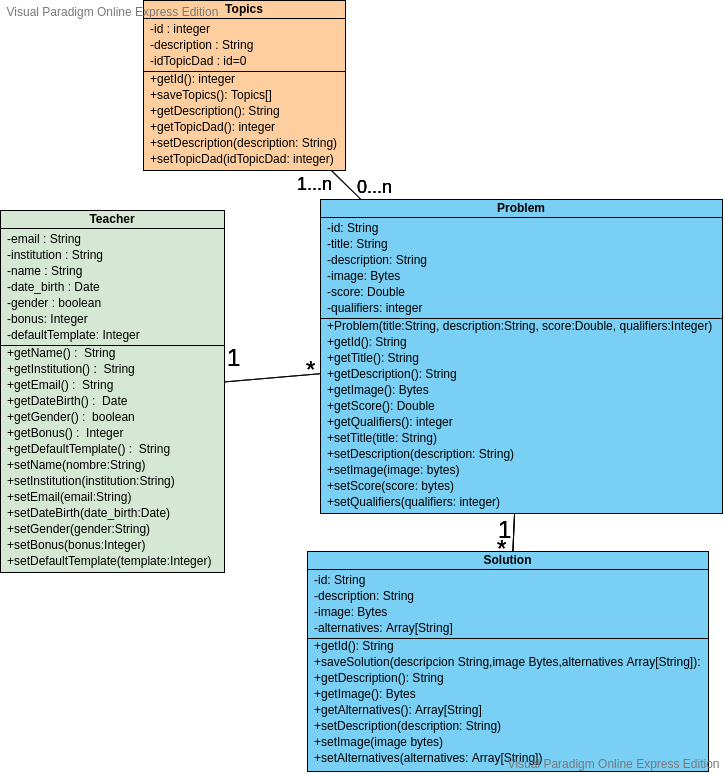 Visual Paradigm Online Express Edition
Topics
-id : integer
-description : String
-idTopicDad : id=0
+getId(): integer
+saveTopics(): Topics[]
+getDescription(): String
+getTopicDad(): integer
+setDescription(description: String)
+setTopicDad(idTopicDad: integer)
1...n
0...n
Teacher
-email : String
-institution : String
-name : String
-date_birth : Date
-gender : boolean
-bonus: Integer
-defaultTemplate: Integer
+getName() : String
+getInstitution() : String
+getEmail() : String
+getDateBirth() : Date
+getGender() : boolean
+getBonus() : Integer
+getDefaultTemplate() : String
+setName(nombre:String)
+setInstitution(institution:String)
+setEmail(email:String)
+setDateBirth(date_birth:Date)
+setGender(gender:String)
+setBonus(bonus:Integer)
+setDefaultTemplate(template:Integer)
1
*
Problem
-id: String
-title: String
-description: String
-image: Bytes
-score: Double
-qualifiers: integer
+Problem(title:String, description:String, score:Double, qualifiers:Integer)
+getId(): String
+getTitle(): String
+getDescription(): String
+getImage(): Bytes
+getScore(): Double
+getQualifiers(): integer
+setTitle(title: String)
+setDescription(description: String)
+setImage(image: bytes)
+setScore(score: bytes)
+setQualifiers(qualifiers: integer)
1
*
Solution
-id: String
-description: String
-image: Bytes
-alternatives: Array[String]
+getId(): String
+saveSolution(descripcion String,image Bytes,alternatives Array[String]):
+getDescription(): String
+getImage(): Bytes
+getAlternatives(): Array[String]
+setDescription(description: String)
+setImage(image bytes)
+setAlternatives(alternatives: Array[String])
Visual Paradigm Online Express Edition